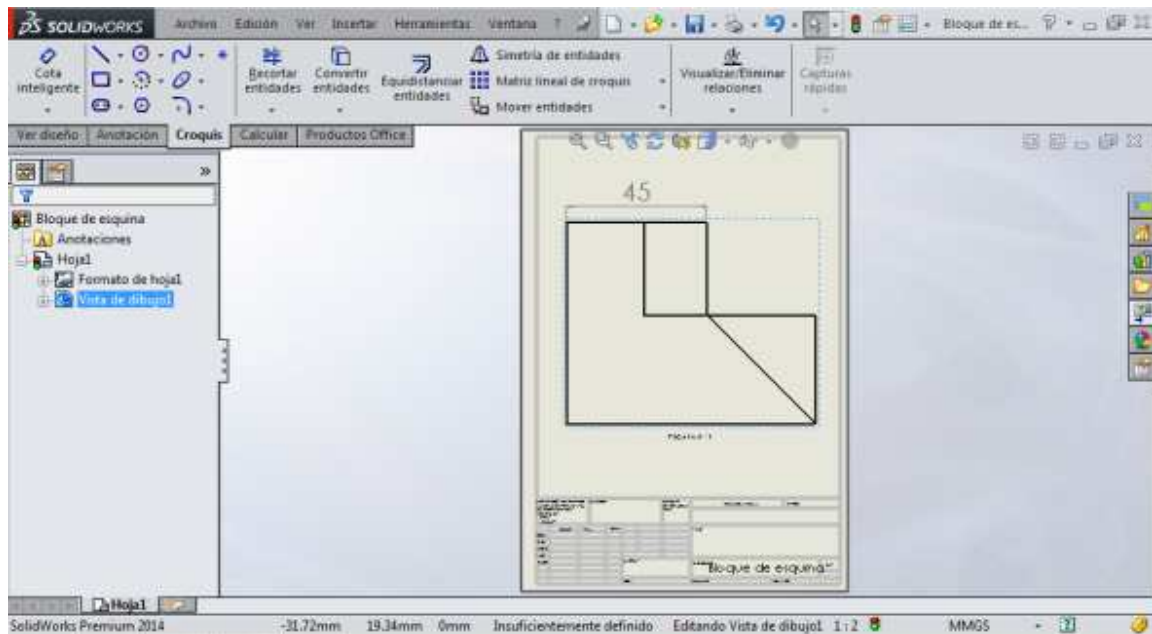 SOLIDWORKS Archivo Edición Ver Insertar Herramientas Ventana ? Bloque de es...
Cota inteligente
Recortar entidades
Convertir entidades
Equidistanciar entidades
Simetría de entidades
Matriz lineal de croquis
Mover entidades
Visualizar/Eliminar relaciones
Capturas rápidas
Ver diseño Anotación Croquis Calcular Productos Office
Bloque de esquina
Anotaciones
Hoja1
Formato de hoja1
Vista de dibujo1
45
Bloque de esquina
Hoja1
SolidWorks Premium 2014 -31.72mm 19.34mm 0mm Insuficientemente definido Editando Vista de dibujo1 1:2 MMGS